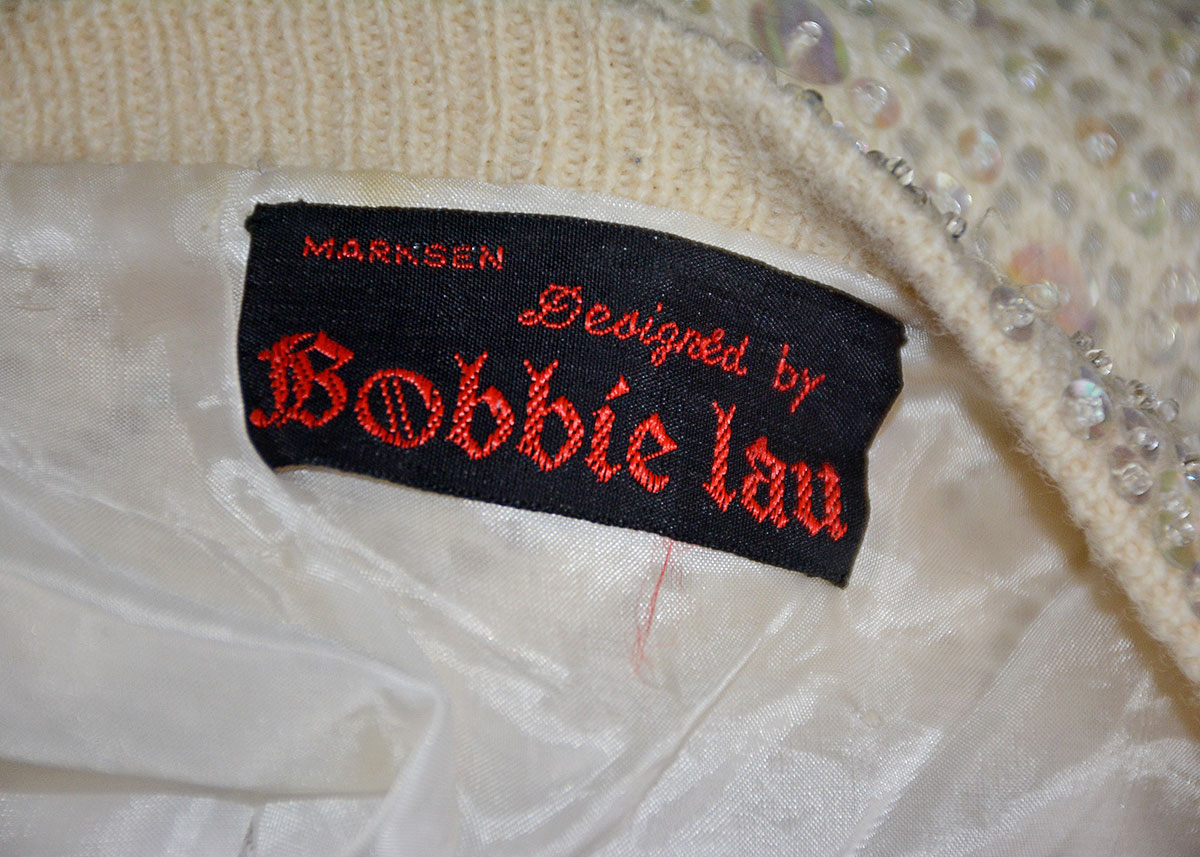 MARKSEN
Designed by
Bobbie lau